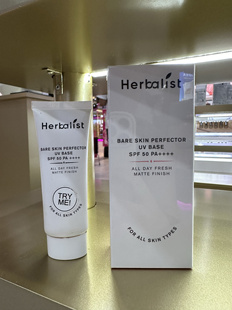 Herbalist
BARE SKIN PERFECTOR
UV BASE
SPF 50 PA ++++
ALL DAY FRESH
MATTE FINISH
TRY
ME!
FOR ALL SKIN TYPES
Herbalist
BARE SKIN PERFECTOR
UV BASE
SPF 50 PA ++++
ALL DAY FRESH
MATTE FINISH
FOR ALL SKIN TYPES